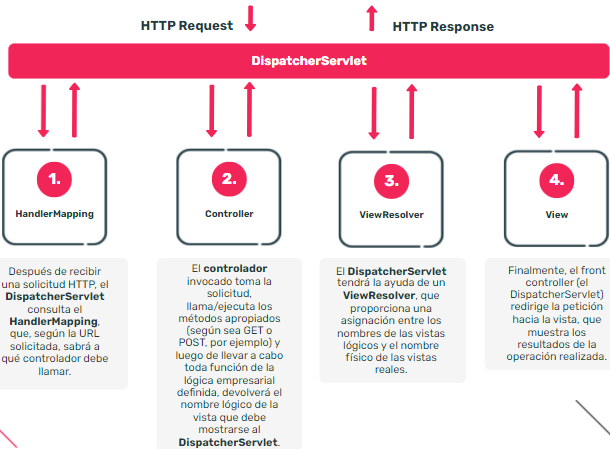 HTTP Request
HTTP Response
DispatcherServlet
1.
HandlerMapping
Después de recibir
una solicitud HTTP, el
DispatcherServlet
consulta el
HandlerMapping,
que, según la URL
solicitada, sabrá a
qué controlador debe
llamar.
2.
Controller
El controlador
invocado toma la
solicitud,
llama/ejecuta los
métodos apropiados
(según sea GET o
POST, por ejemplo) y
luego de llevar a cabo
toda función de la
lógica empresarial
definida, devolverá el
nombre lógico de la
vista que debe
mostrarse al
DispatcherServlet.
3.
ViewResolver
El DispatcherServlet
tendrá la ayuda de un
ViewResolver, que
proporciona una
asignación entre los
nombres de las vistas
lógicos y el nombre
físico de las vistas
reales.
4.
View
Finalmente, el front
controller (el
DispatcherServlet)
redirige la petición
hacia la vista, que
muestra los
resultados de la
operación realizada.